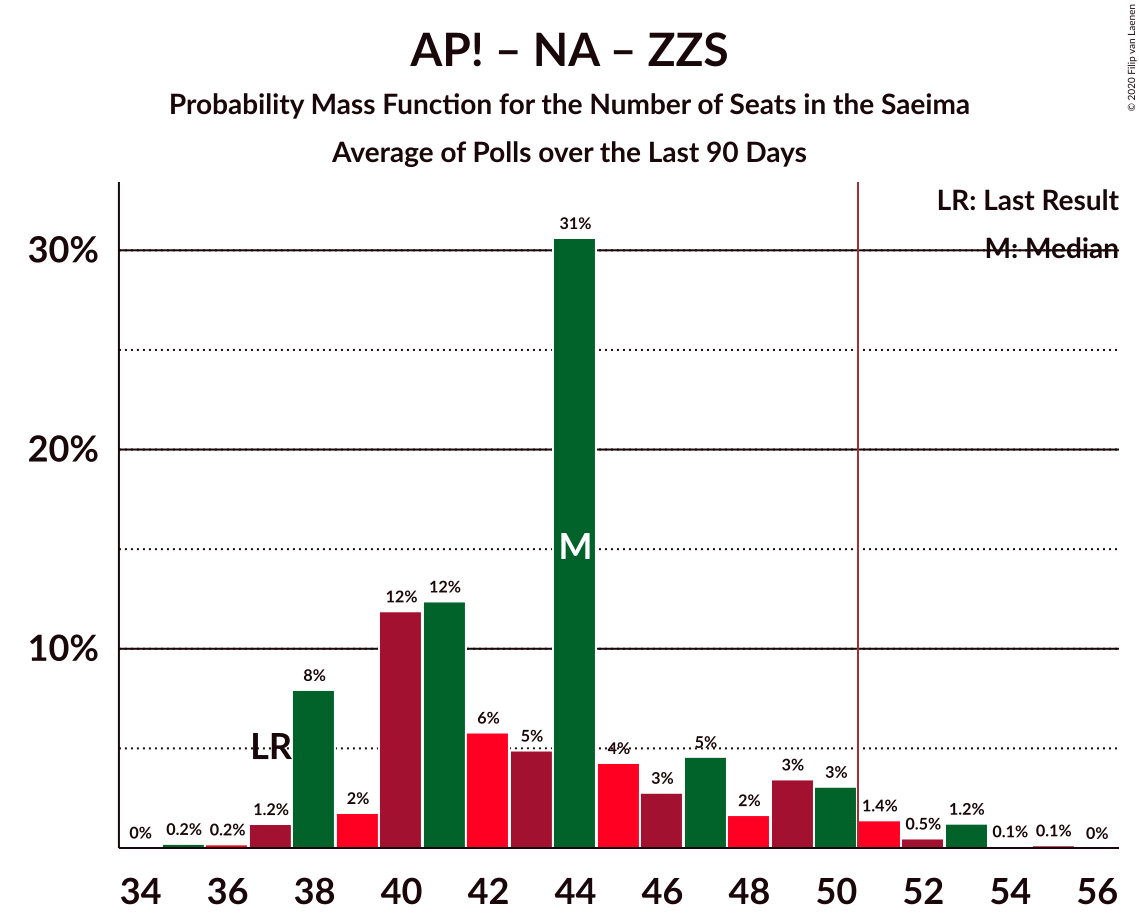 AP! – NA – ZZS
Probability Mass Function for the Number of Seats in the Saeima
Average of Polls over the Last 90 Days
© 2020 Filip van Laenen
LR: Last Result
M: Median
30%
20%
10%
0%
0.2%
0.2%
1.2%
8%
2%
12%
12%
6%
5%
31%
4%
3%
5%
2%
3%
3%
1.4%
0.5%
1.2%
0.1%
0.1%
0%
LR
M
34 36 38 40 42 44 46 48 50 52 54 56